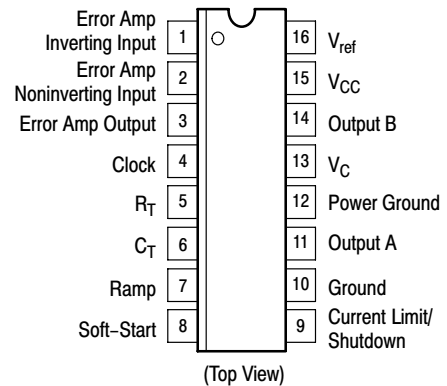 Error Amp
Inverting Input
1
Error Amp
Noninverting Input
2
Error Amp Output
3
Clock
4
RT
5
CT
6
Ramp
7
Soft-Start
8
16
Vref
15
VCC
14
Output B
13
VC
12
Power Ground
11
Output A
10
Ground
9
Current Limit/
Shutdown
(Top View)